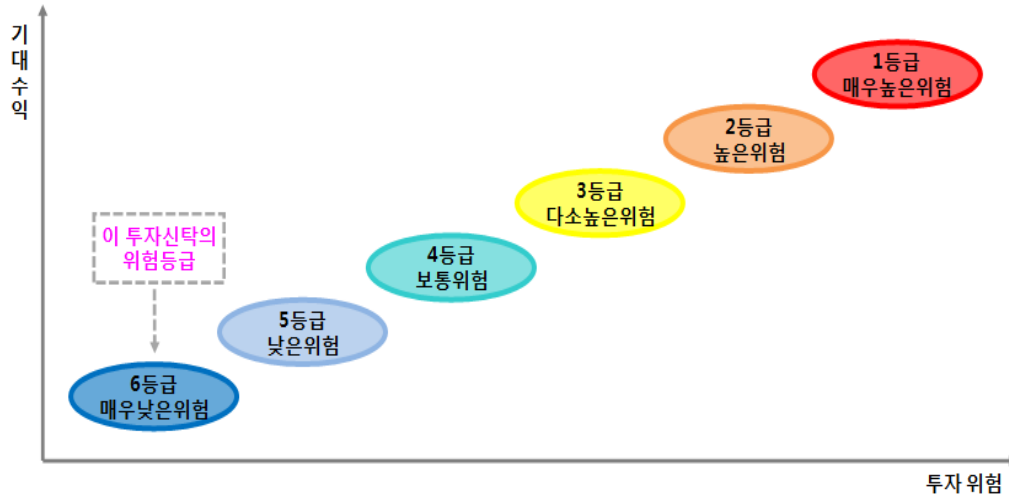 기대수익
1등급
매우높은위험
2등급
높은위험
3등급
다소높은위험
이 투자신탁의
위험등급
4등급
보통위험
5등급
낮은위험
6등급
매우낮은위험
투자 위험